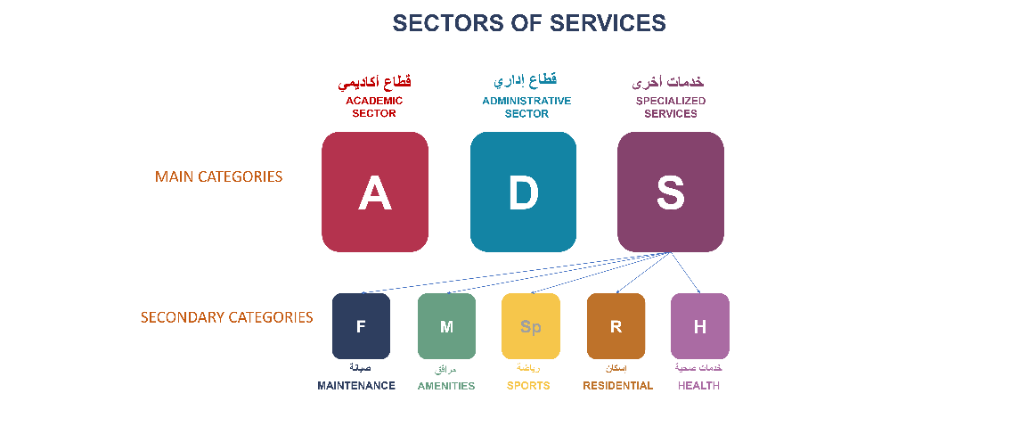 SECTORS OF SERVICES
قطاع أكاديمي
ACADEMIC
SECTOR
قطاع إداري
ADMINISTRATIVE
SECTOR
خدمات أخرى
SPECIALIZED
SERVICES
MAIN CATEGORIES
A
D
S
SECONDARY CATEGORIES
F
M
Sp
R
H
صيانة
MAINTENANCE
مرافق
AMENITIES
رياضة
SPORTS
إسكان
RESIDENTIAL
خدمات صحية
HEALTH